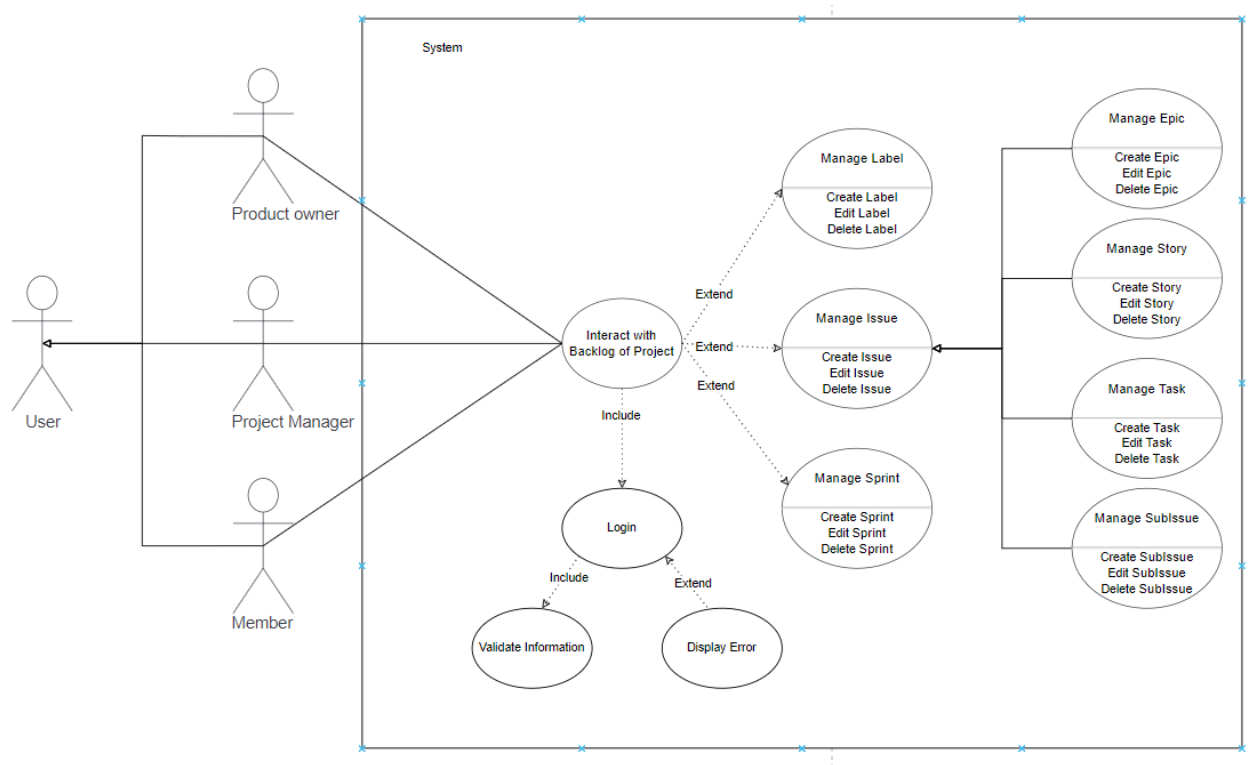 System
Product owner
User
Project Manager
Member
Interact with
Backlog of Project
Extend
Extend
Extend
Include
Login
Include
Extend
Validate Information
Display Error
Manage Label
Create Label
Edit Label
Delete Label
Manage Issue
Create Issue
Edit Issue
Delete Issue
Manage Sprint
Create Sprint
Edit Sprint
Delete Sprint
Manage Epic
Create Epic
Edit Epic
Delete Epic
Manage Story
Create Story
Edit Story
Delete Story
Manage Task
Create Task
Edit Task
Delete Task
Manage SubIssue
Create SubIssue
Edit SubIssue
Delete SubIssue